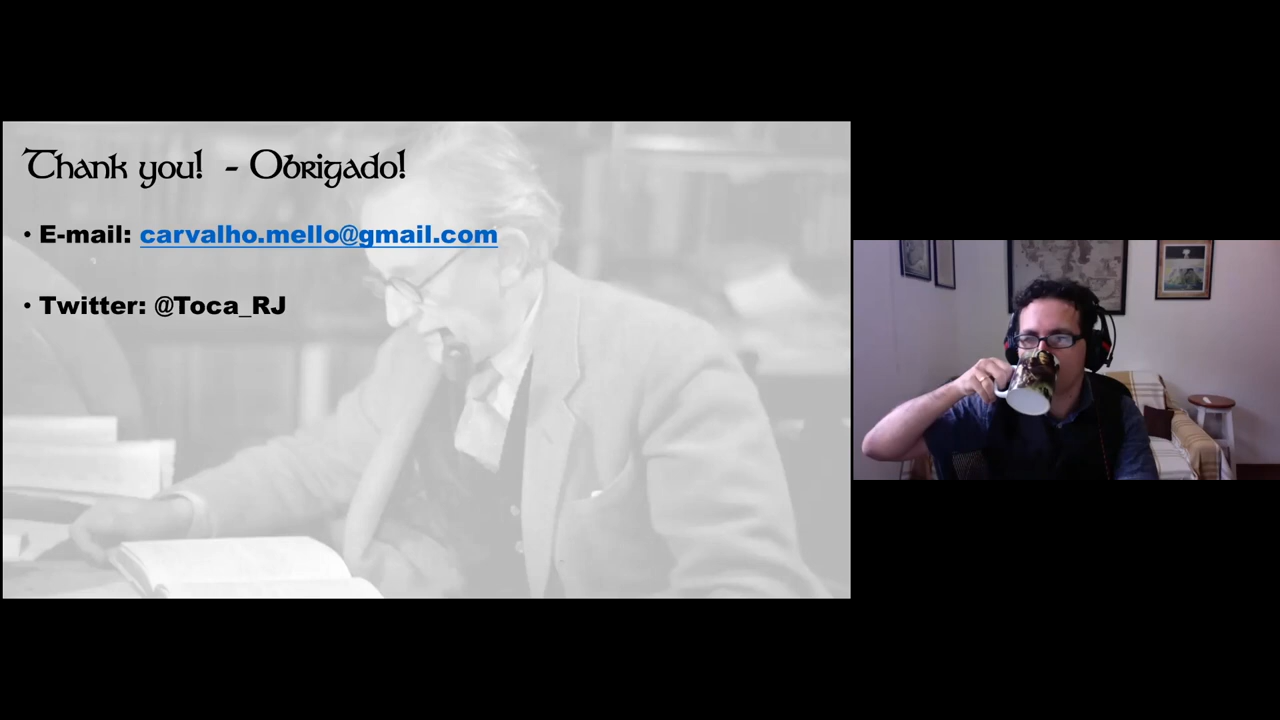 Thank you! - Obrigado!
• E-mail: carvalho.mello@gmail.com
• Twitter: @Toca_RJ